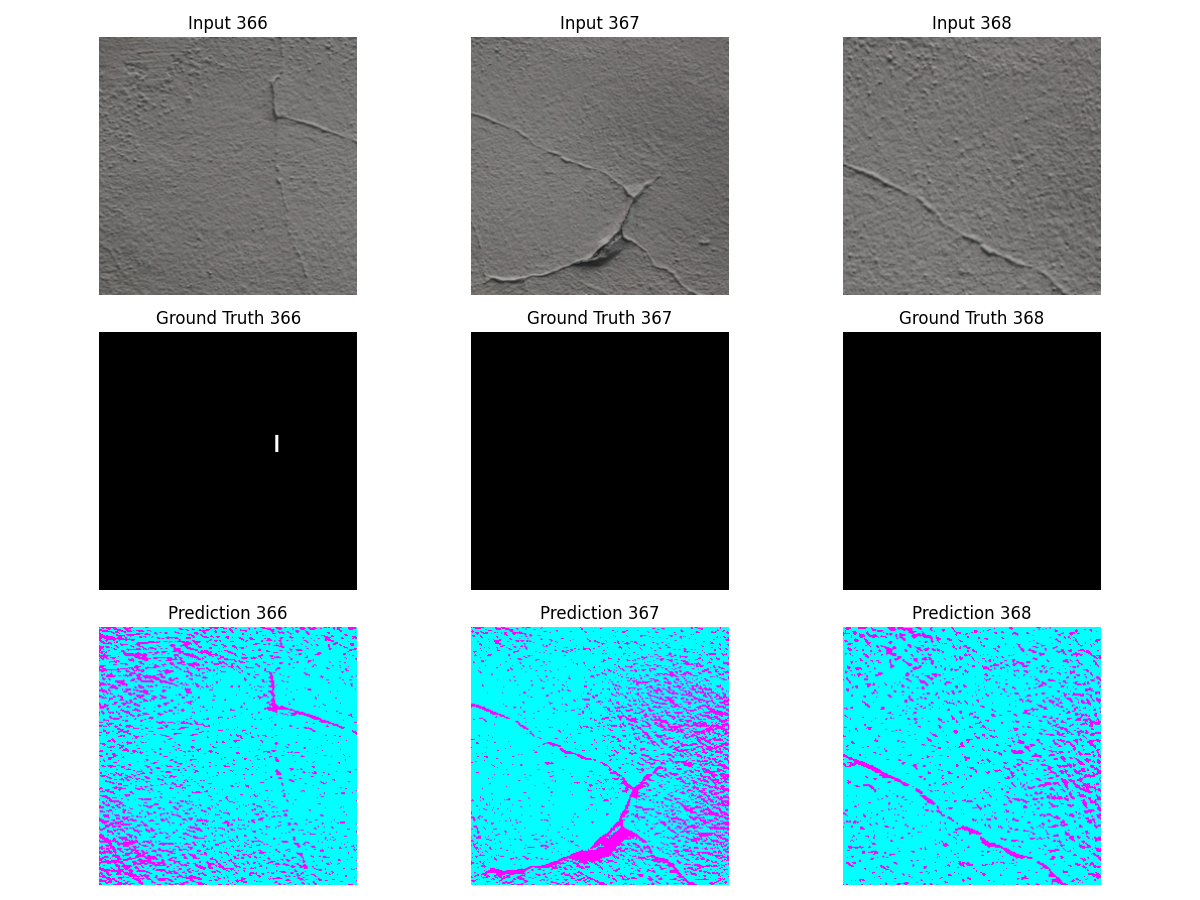 Input 366
Input 367
Input 368
Ground Truth 366
Ground Truth 367
Ground Truth 368
Prediction 366
Prediction 367
Prediction 368